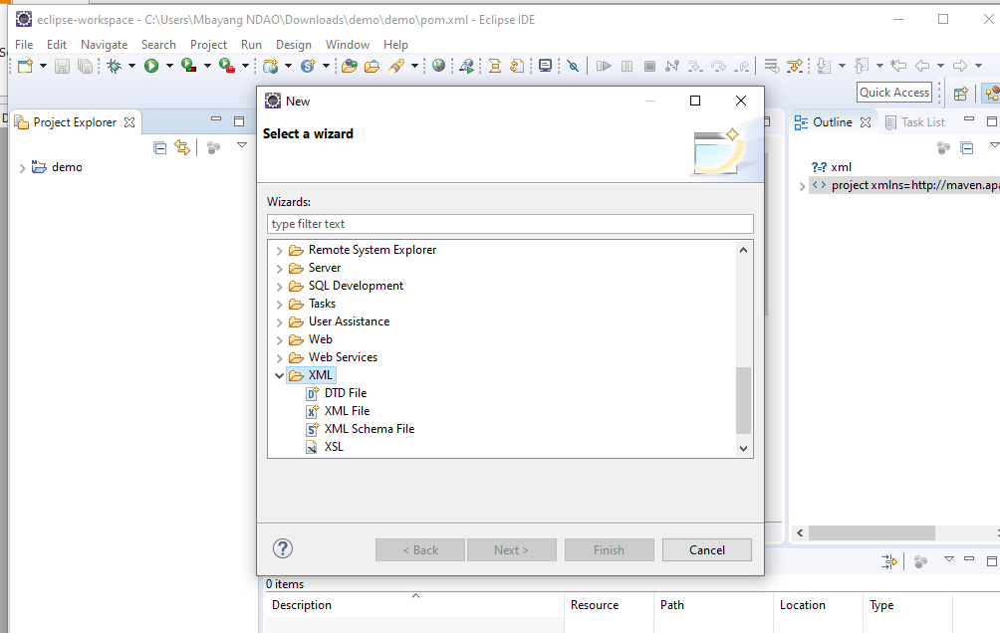 eclipse-workspace - C:\Users\Mbayang NDAO\Downloads\demo\demo\pom.xml - Eclipse IDE
File Edit Navigate Search Project Run Design Window Help
Quick Access
Project Explorer
demo
New
Select a wizard
Wizards:
type filter text
Remote System Explorer
Server
SQL Development
Tasks
User Assistance
Web
Web Services
XML
DTD File
XML File
XML Schema File
XSL
< Back Next > Finish Cancel
Outline Task List
?=? xml
<> project xmlns=http://maven.apa
0 items
Description Resource Path Location Type